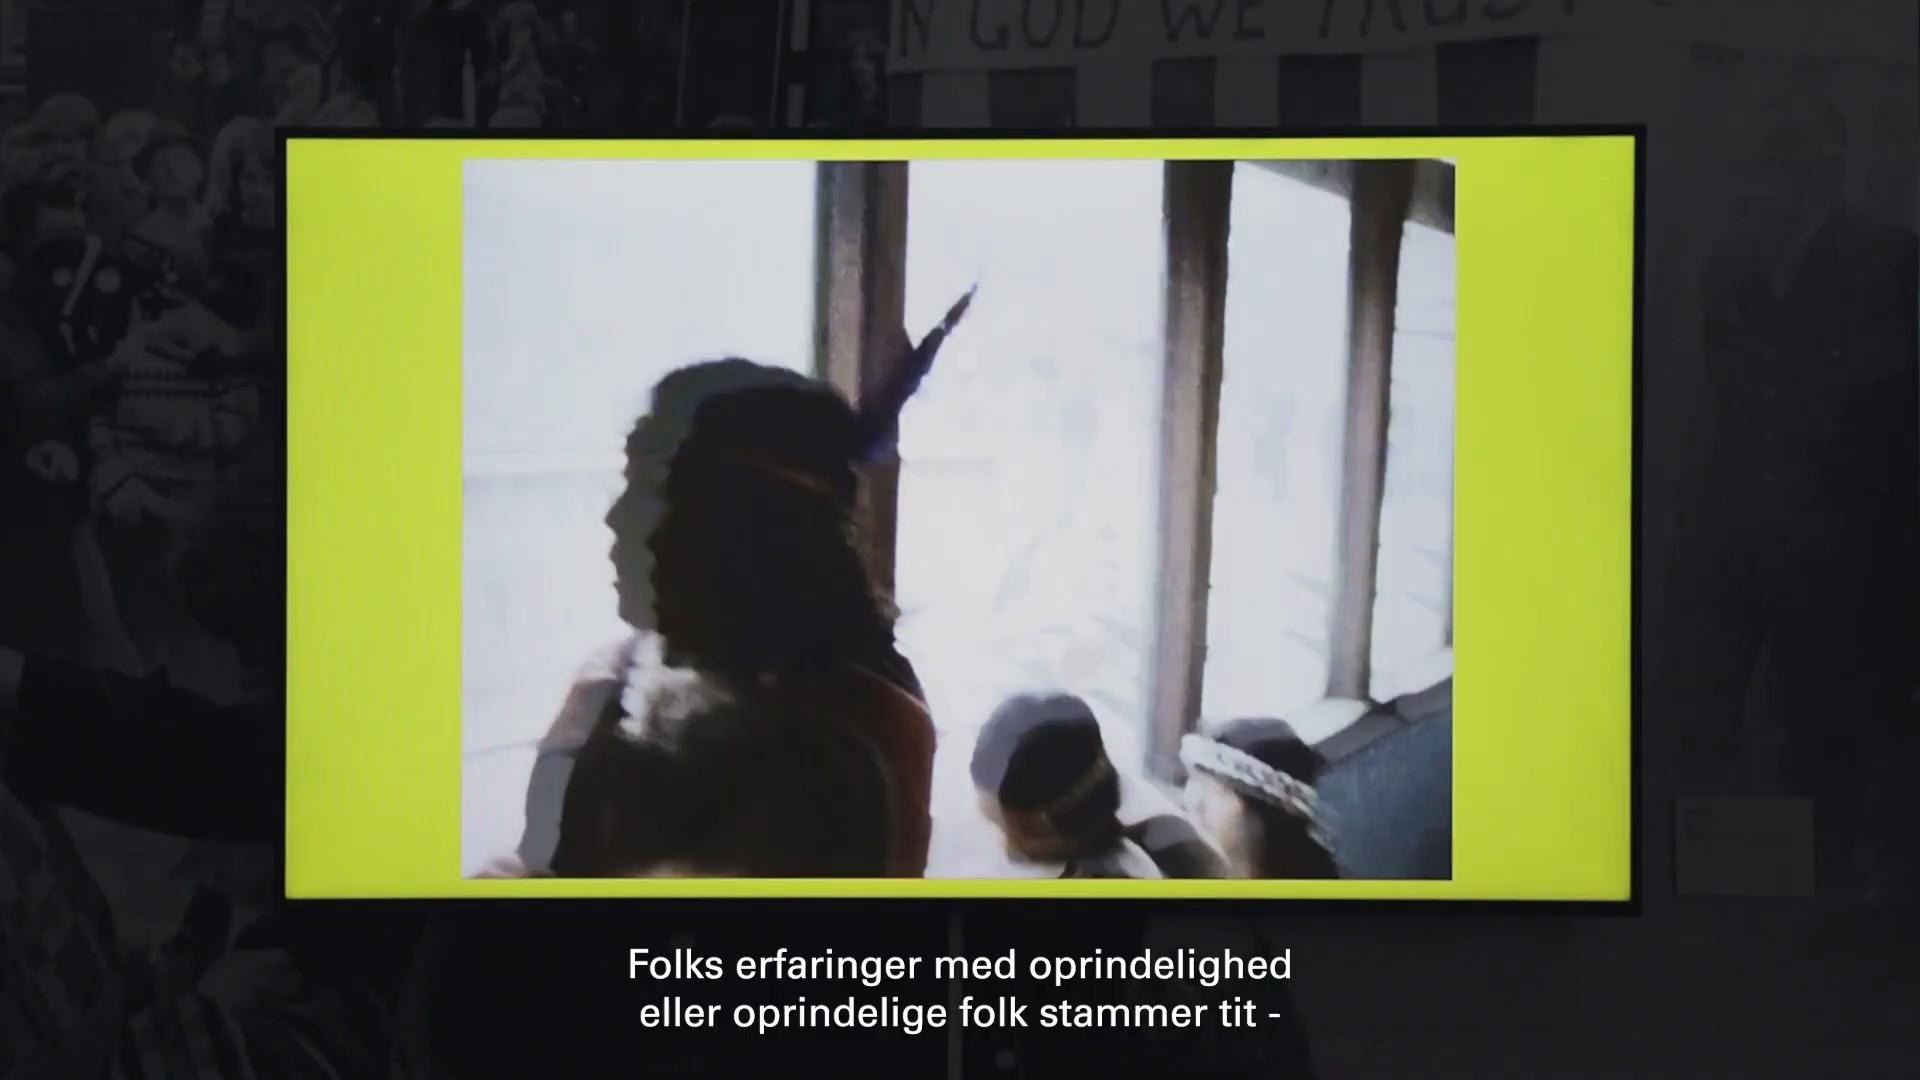 N GOD WE TRUST
Folks erfaringer med oprindelighed
eller oprindelige folk stammer tit -